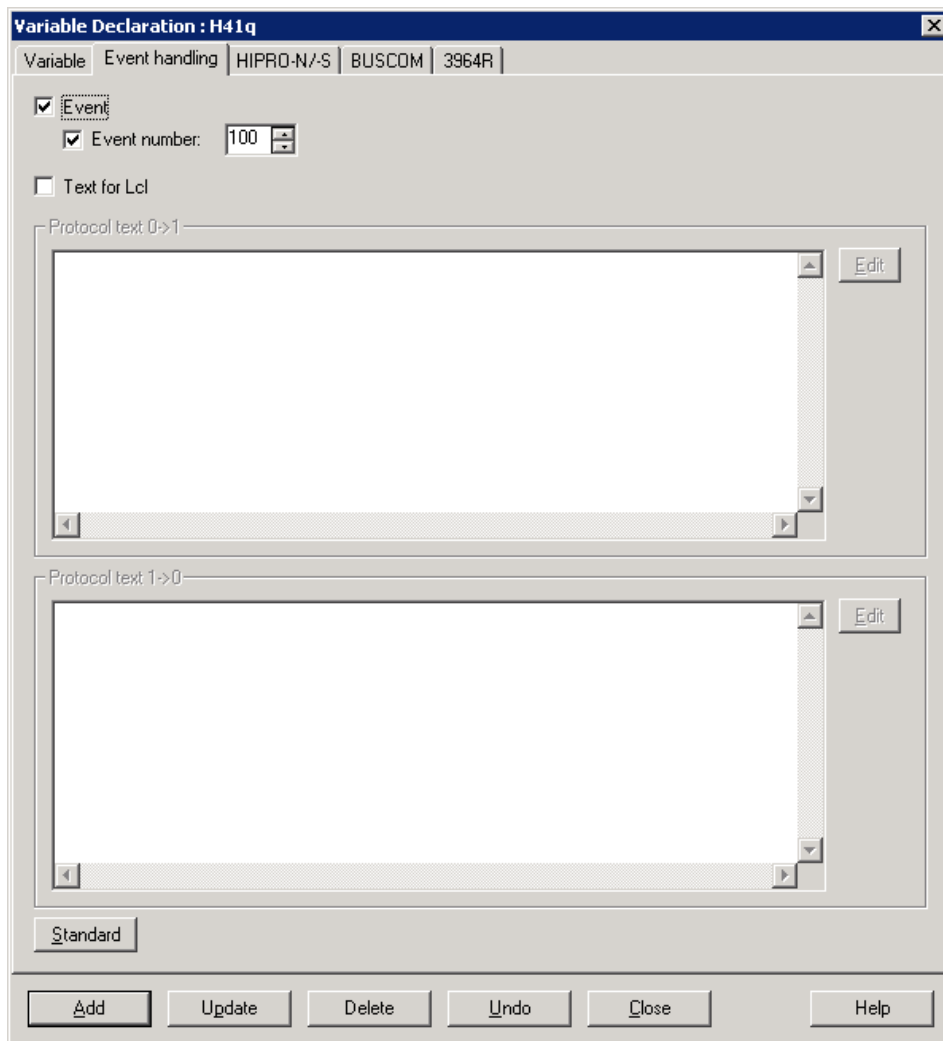 Variable Declaration : H41q
Variable Event handling HIPRO-N/-S BUSCOM 3964R
Event
Event number: 100
Text for Lcl
Protocol text 0->1
Edit
Protocol text 1->0
Edit
Standard
Add Update Delete Undo Close Help